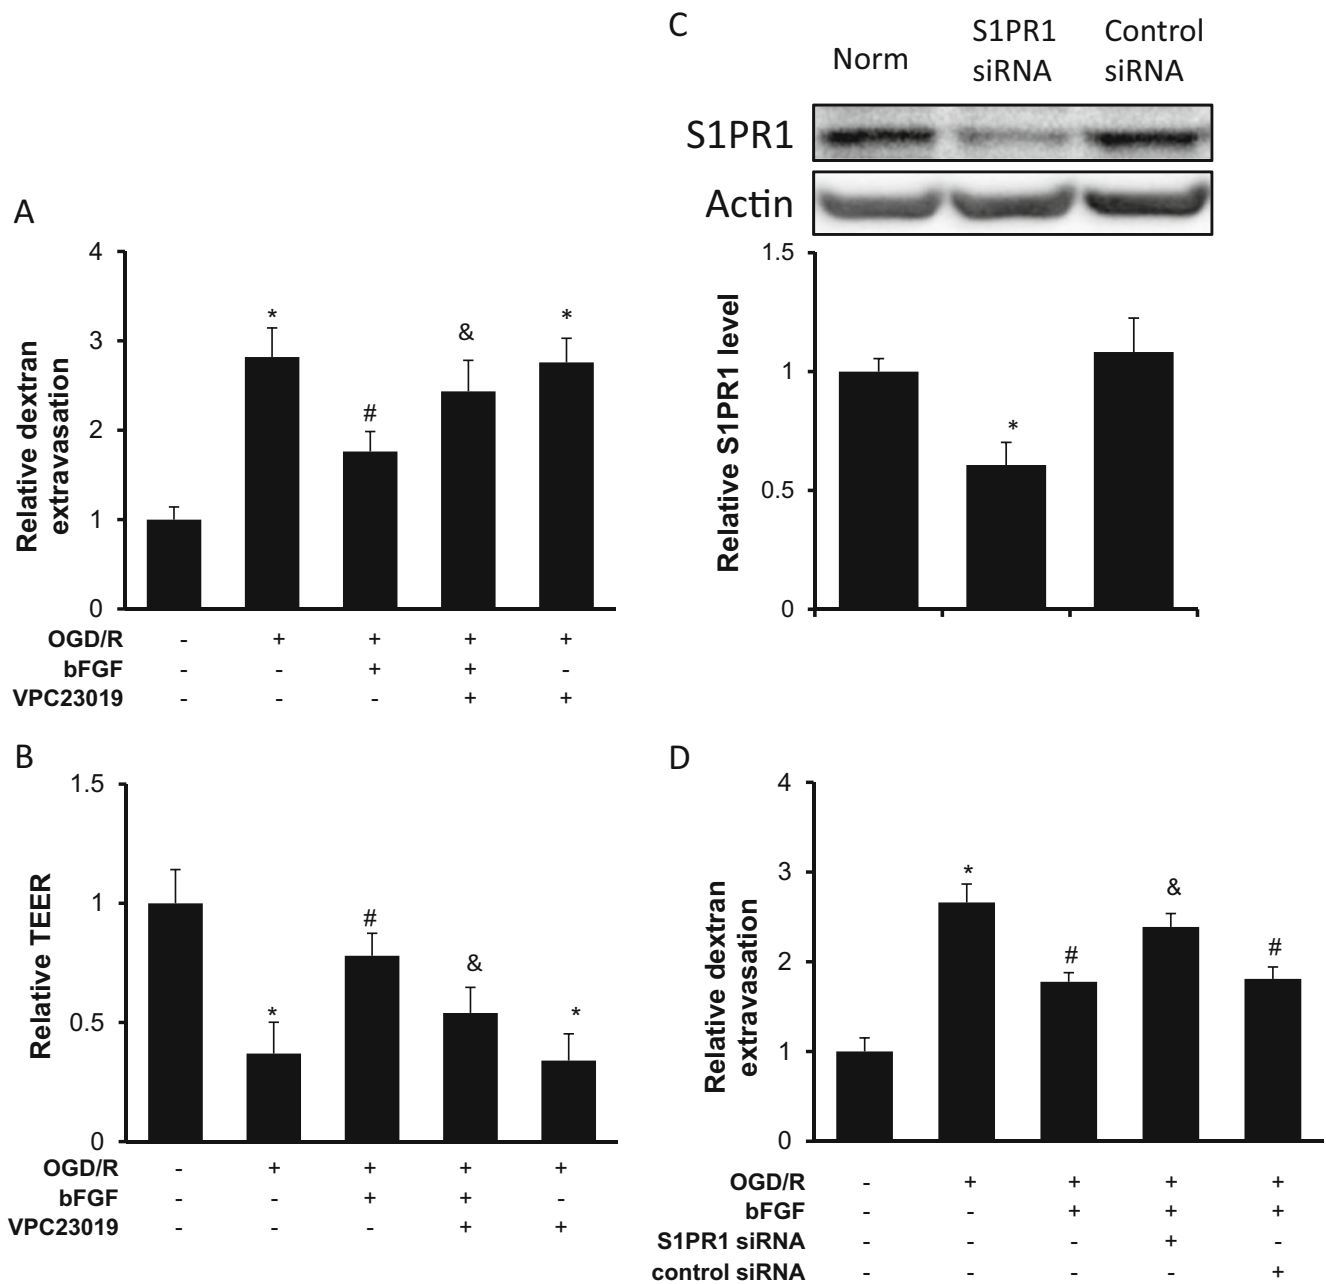 A
4
3
2
1
0
Relative dextran
extravasation
*
#
&
*
OGD/R - + + + +
bFGF - - + + -
VPC23019 - - - + +
B
1.5
1
0.5
0
Relative TEER
*
#
&
*
OGD/R - + + + +
bFGF - - + + -
VPC23019 - - - + +
C
Norm
S1PR1
siRNA
Control
siRNA
S1PR1
Actin
1.5
1
0.5
0
Relative S1PR1 level
*
D
4
3
2
1
0
Relative dextran
extravasation
*
#
&
#
OGD/R - + + + +
bFGF - - + + +
S1PR1 siRNA - - - + -
control siRNA - - - - +